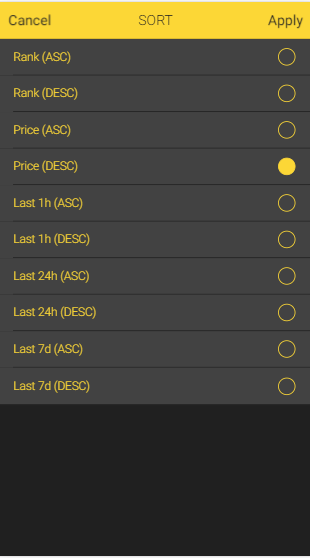 Cancel SORT Apply
Rank (ASC)
Rank (DESC)
Price (ASC)
Price (DESC)
Last 1h (ASC)
Last 1h (DESC)
Last 24h (ASC)
Last 24h (DESC)
Last 7d (ASC)
Last 7d (DESC)